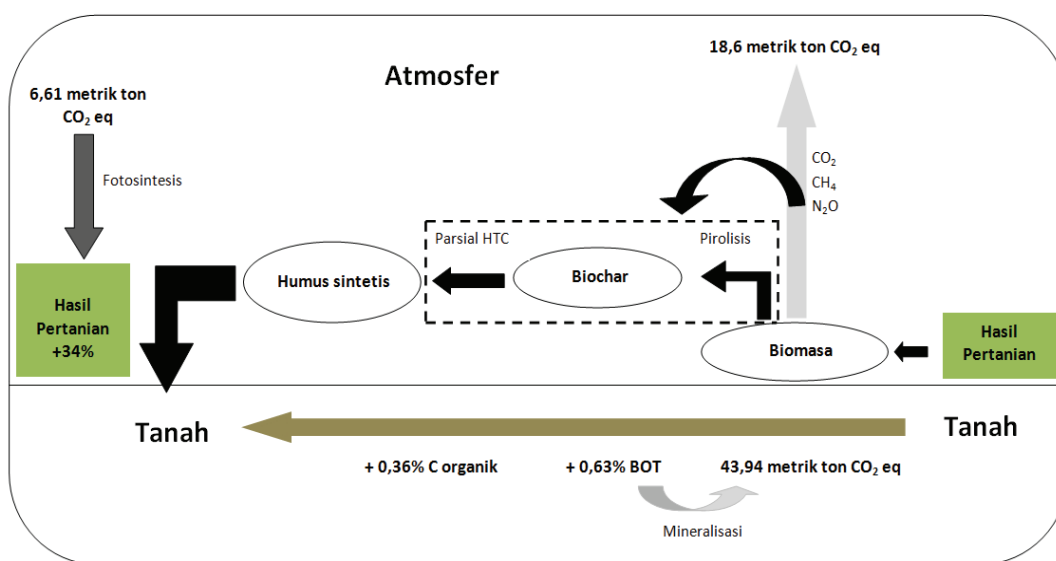 18,6 metrik ton CO₂ eq
Atmosfer
6,61 metrik ton
CO₂ eq
Fotosintesis
CO₂
CH₄
N₂O
Parsial HTC
Pirolisis
Humus sintetis
Biochar
Hasil
Pertanian
+34%
Biomasa
Hasil
Pertanian
Tanah
Tanah
+ 0,36% C organik
+ 0,63% BOT
43,94 metrik ton CO₂ eq
Mineralisasi